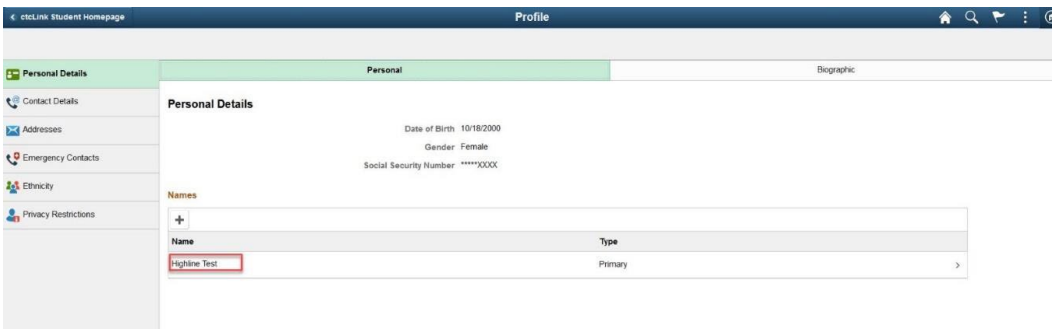 ctcLink Student Homepage
Profile
Personal Details
Contact Details
Addresses
Emergency Contacts
Ethnicity
Privacy Restrictions
Personal
Biographic
Personal Details
Date of Birth 10/18/2000
Gender Female
Social Security Number *****XXXX
Names
+
Name Type
Highline Test Primary